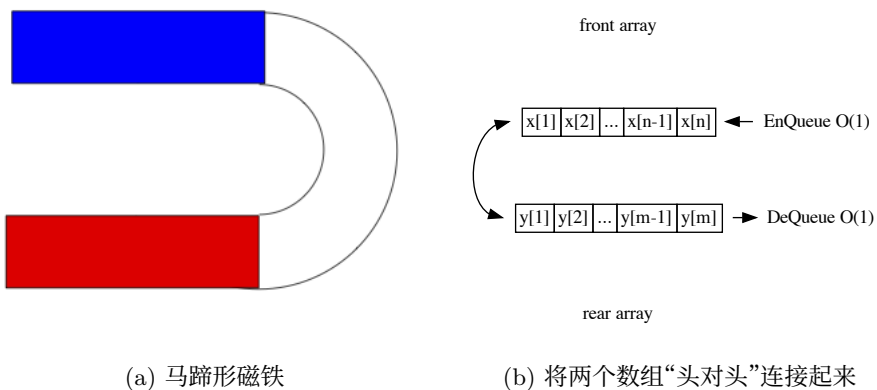 front array
x[1] x[2] ... x[n-1] x[n] EnQueue O(1)
y[1] y[2] ... y[m-1] y[m] DeQueue O(1)
rear array
(a) 马蹄形磁铁
(b) 将两个数组“头对头”连接起来